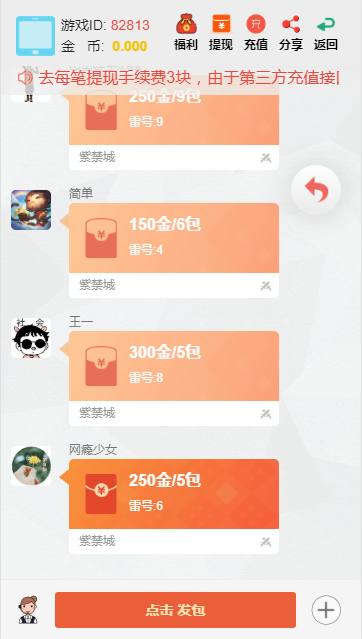 游戏ID: 82813
金 币: 0.000
福利 提现 充值 分享 返回
去每笔提现手续费3块，由于第三方充值接
250金/9包
雷号:9
紫禁城
简单
150金/6包
雷号:4
紫禁城
王一
300金/5包
雷号:8
紫禁城
网瘾少女
250金/5包
雷号:6
紫禁城
点击 发包